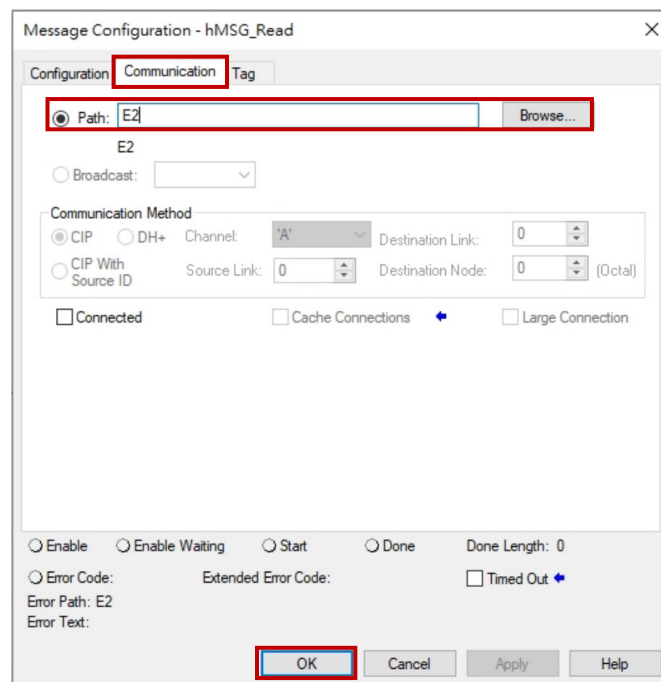 Message Configuration - hMSG_Read
Configuration Communication Tag
Path: E2 Browse...
E2
Broadcast:
Communication Method
CIP DH+ Channel: 'A' Destination Link: 0
CIP With Source ID Source Link: 0 Destination Node: 0 (Octal)
Connected Cache Connections Large Connection
Enable Enable Waiting Start Done Done Length: 0
Error Code: Extended Error Code: Timed Out
Error Path: E2
Error Text:
OK Cancel Apply Help